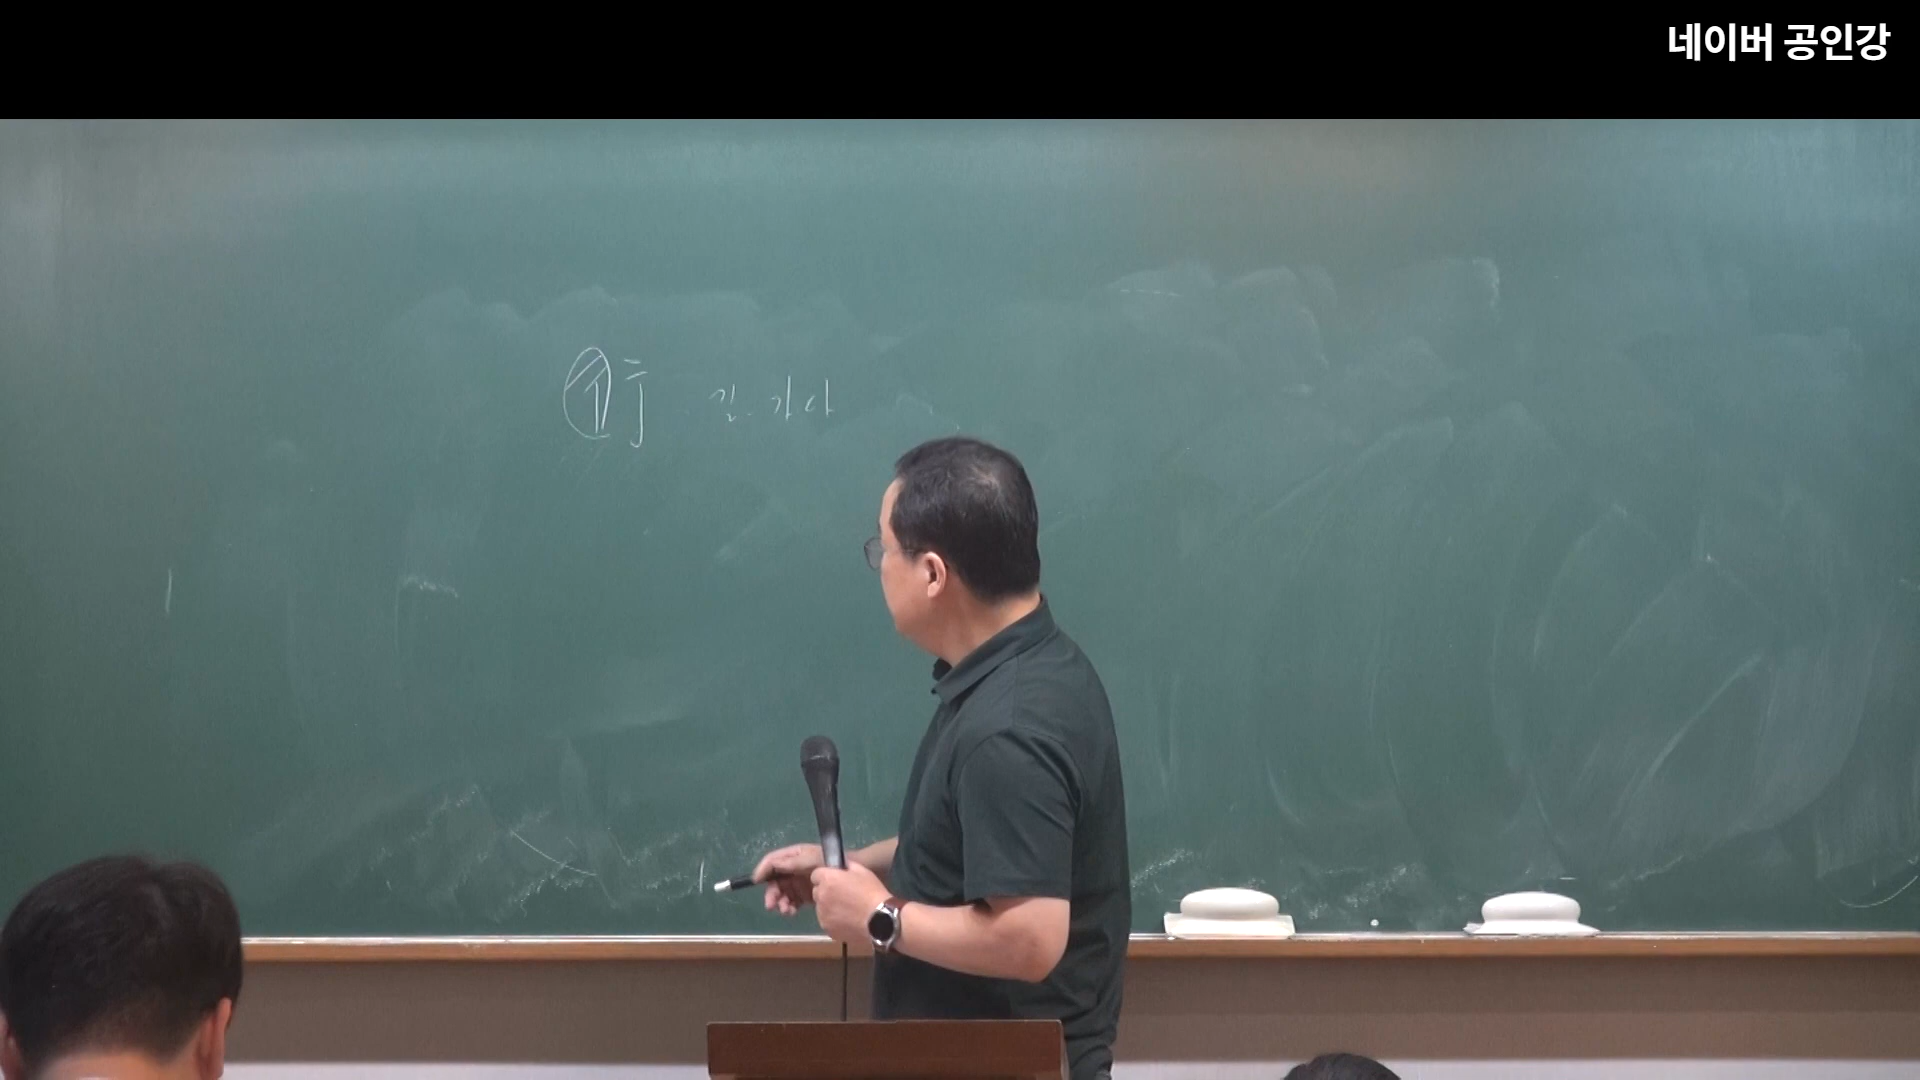 네이버 공인강
行 길. 가다